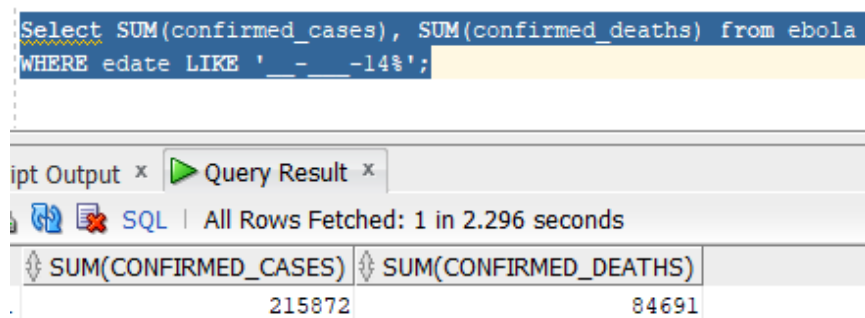 Select SUM(confirmed_cases), SUM(confirmed_deaths) from ebola
WHERE edate LIKE '__-___-14%';
ipt Output x Query Result x
SQL | All Rows Fetched: 1 in 2.296 seconds
SUM(CONFIRMED_CASES) SUM(CONFIRMED_DEATHS)
215872 84691